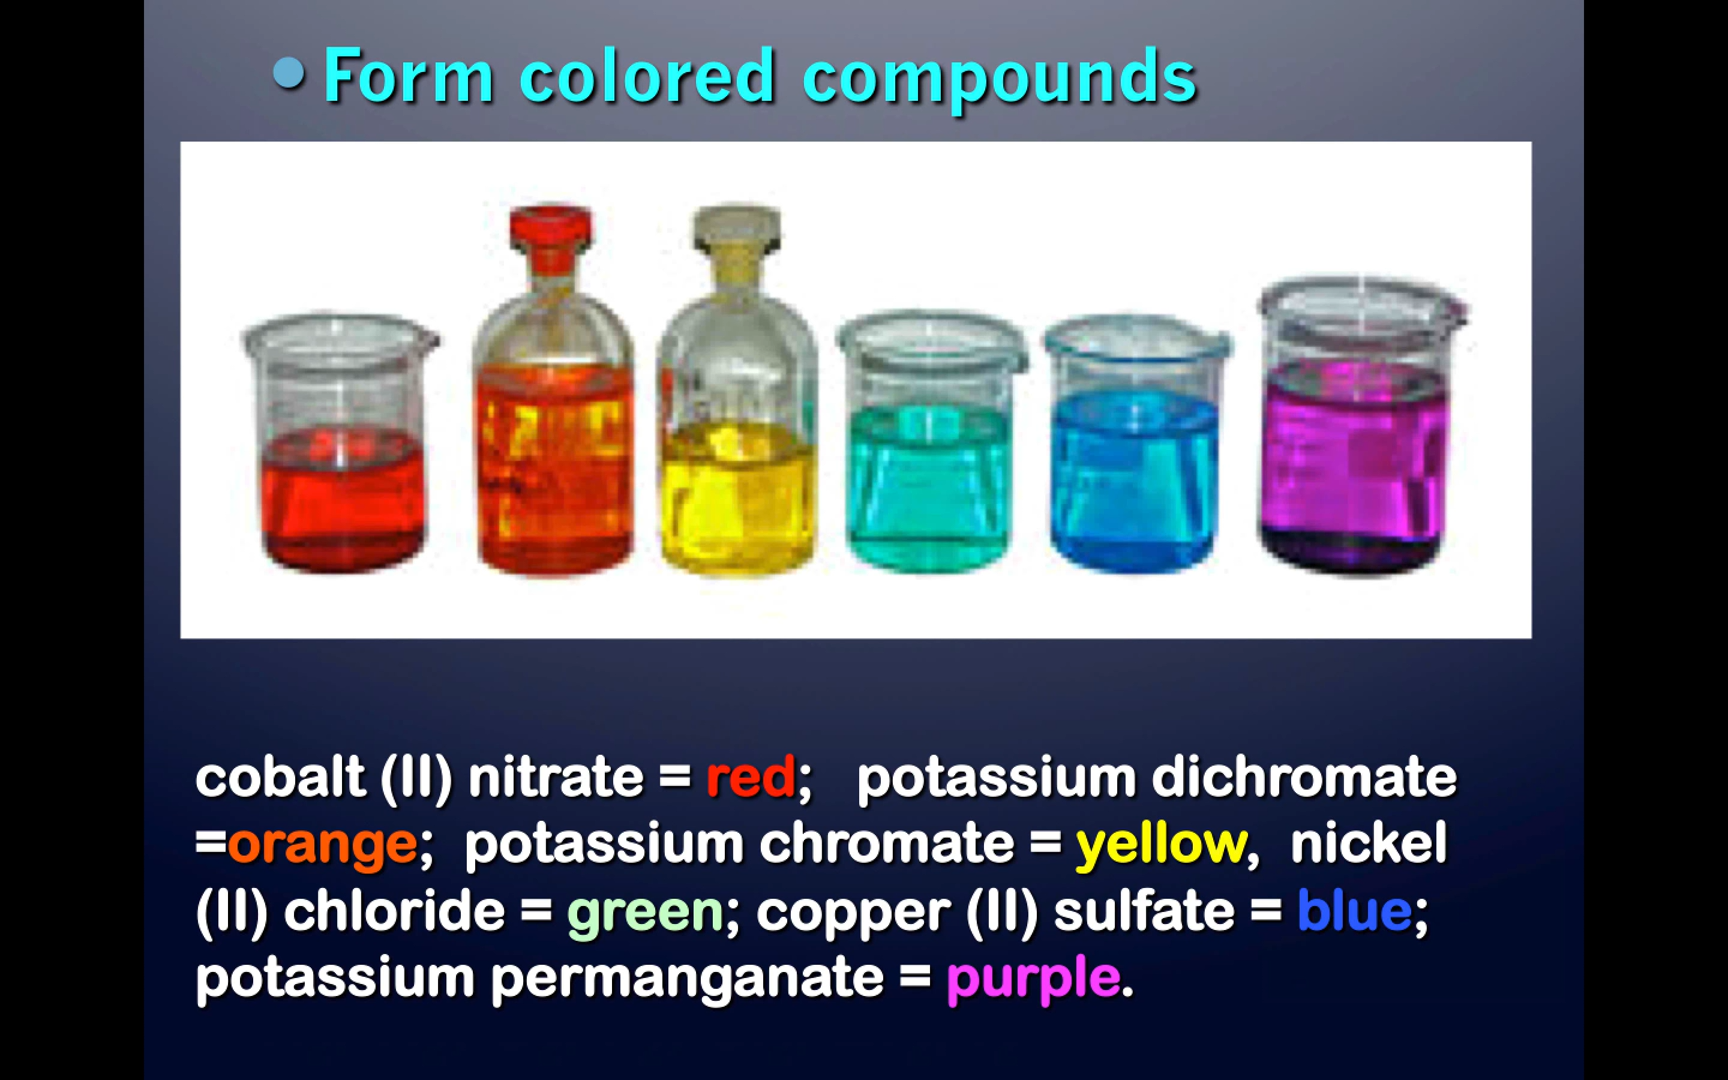 • Form colored compounds
cobalt (II) nitrate = red; potassium dichromate
=orange; potassium chromate = yellow, nickel
(II) chloride = green; copper (II) sulfate = blue;
potassium permanganate = purple.